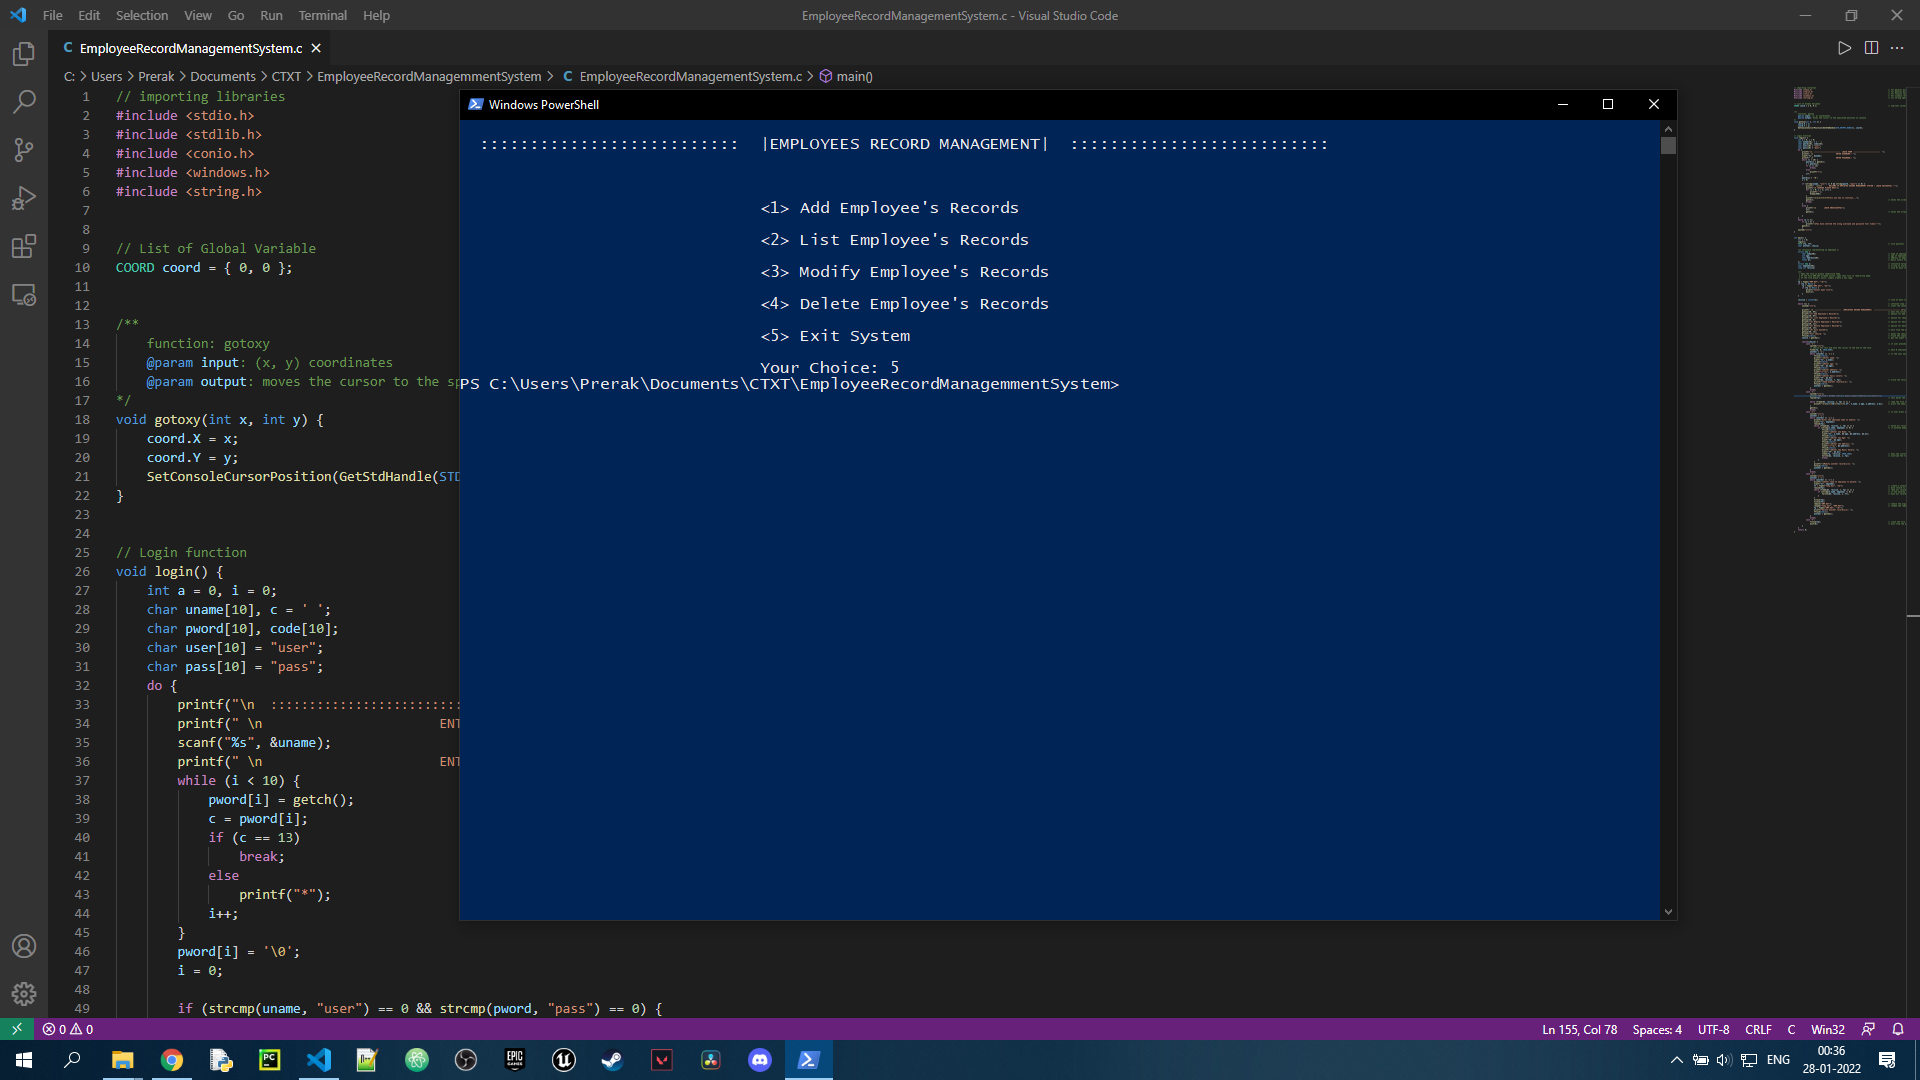 File Edit Selection View Go Run Terminal Help
EmployeeRecordManagementSystem.c - Visual Studio Code
C EmployeeRecordManagementSystem.c
C: > Users > Prerak > Documents > CTXT > EmployeeRecordManagemmentSystem > C EmployeeRecordManagementSystem.c > main()
1 // importing libraries
2 #include <stdio.h>
3 #include <stdlib.h>
4 #include <conio.h>
5 #include <windows.h>
6 #include <string.h>
7
8
9 // List of Global Variable
10 COORD coord = { 0, 0 };
11
12
13 /**
14 function: gotoxy
15 @param input: (x, y) coordinates
16 @param output: moves the cursor to the sp
17 */
18 void gotoxy(int x, int y) {
19 coord.X = x;
20 coord.Y = y;
21 SetConsoleCursorPosition(GetStdHandle(STD
22 }
23
24
25 // Login function
26 void login() {
27 int a = 0, i = 0;
28 char uname[10], c = ' ';
29 char pword[10], code[10];
30 char user[10] = "user";
31 char pass[10] = "pass";
32 do {
33 printf("\n  :::::::::::::::::::::::::
34 printf(" \n ENT
35 scanf("%s", &uname);
36 printf(" \n ENT
37 while (i < 10) {
38 pword[i] = getch();
39 c = pword[i];
40 if (c == 13)
41 break;
42 else
43 printf("*");
44 i++;
45 }
46 pword[i] = '\0';
47 i = 0;
48
49 if (strcmp(uname, "user") == 0 && strcmp(pword, "pass") == 0) {
Windows PowerShell
::::::::::::::::::::::::::  |EMPLOYEES RECORD MANAGEMENT|  ::::::::::::::::::::::::::
<1> Add Employee's Records
<2> List Employee's Records
<3> Modify Employee's Records
<4> Delete Employee's Records
<5> Exit System
Your Choice: 5
PS C:\Users\Prerak\Documents\CTXT\EmployeeRecordManagemmentSystem>
0 0
Ln 155, Col 78 Spaces: 4 UTF-8 CRLF C Win32
PC
EPIC GAMES
ENG
00:36
28-01-2022